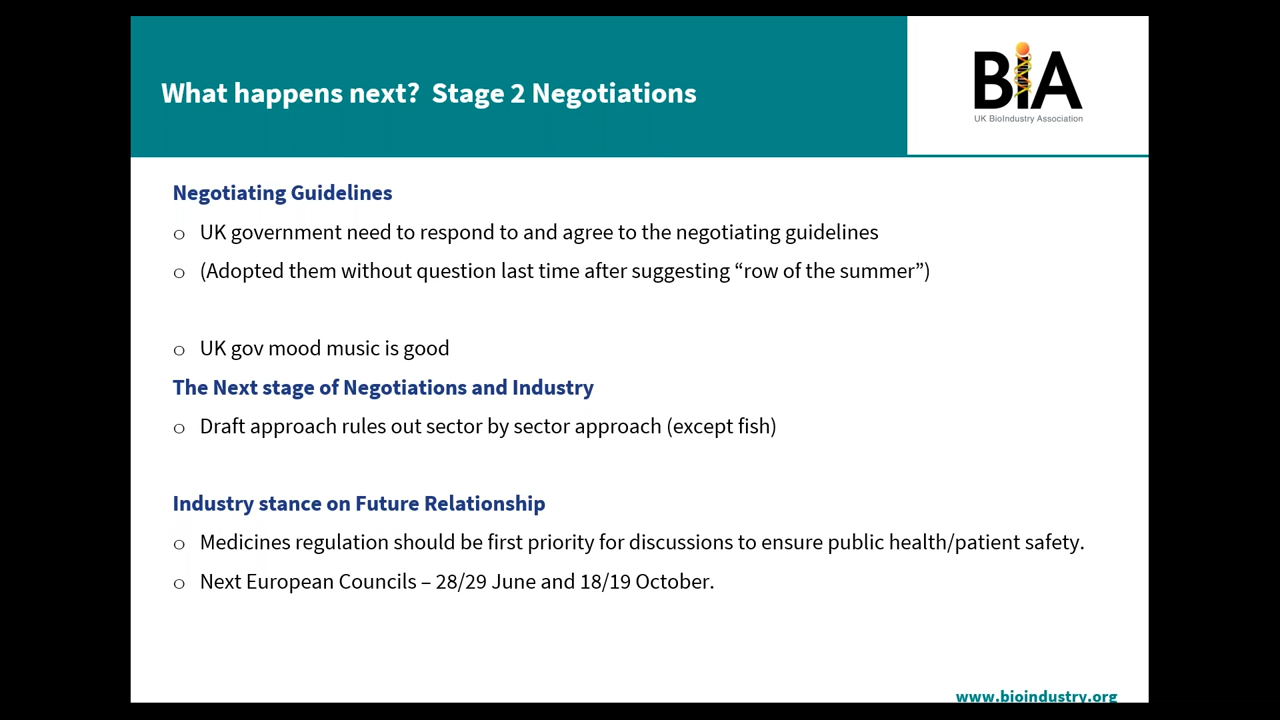 What happens next?  Stage 2 Negotiations
BiA
UK BioIndustry Association
Negotiating Guidelines
o UK government need to respond to and agree to the negotiating guidelines
o (Adopted them without question last time after suggesting “row of the summer”)
o UK gov mood music is good
The Next stage of Negotiations and Industry
o Draft approach rules out sector by sector approach (except fish)
Industry stance on Future Relationship
o Medicines regulation should be first priority for discussions to ensure public health/patient safety.
o Next European Councils – 28/29 June and 18/19 October.
www.bioindustry.org